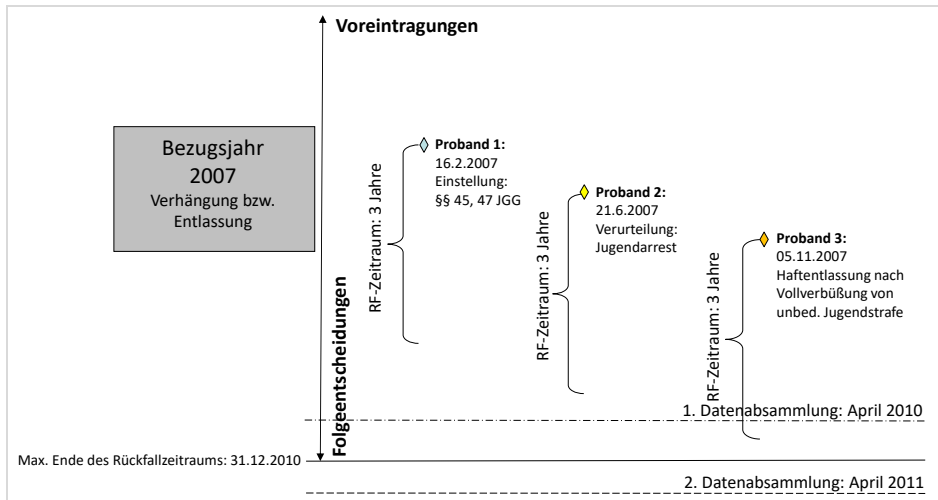 Voreintragungen
Bezugsjahr
2007
Verhängung bzw.
Entlassung
RF-Zeitraum: 3 Jahre
Proband 1:
16.2.2007
Einstellung:
§§ 45, 47 JGG
RF-Zeitraum: 3 Jahre
Proband 2:
21.6.2007
Verurteilung:
Jugendarrest
RF-Zeitraum: 3 Jahre
Proband 3:
05.11.2007
Haftentlassung nach
Vollverbüßung von
unbed. Jugendstrafe
Folgeentscheidungen
1. Datenabsammlung: April 2010
Max. Ende des Rückfallzeitraums: 31.12.2010
2. Datenabsammlung: April 2011